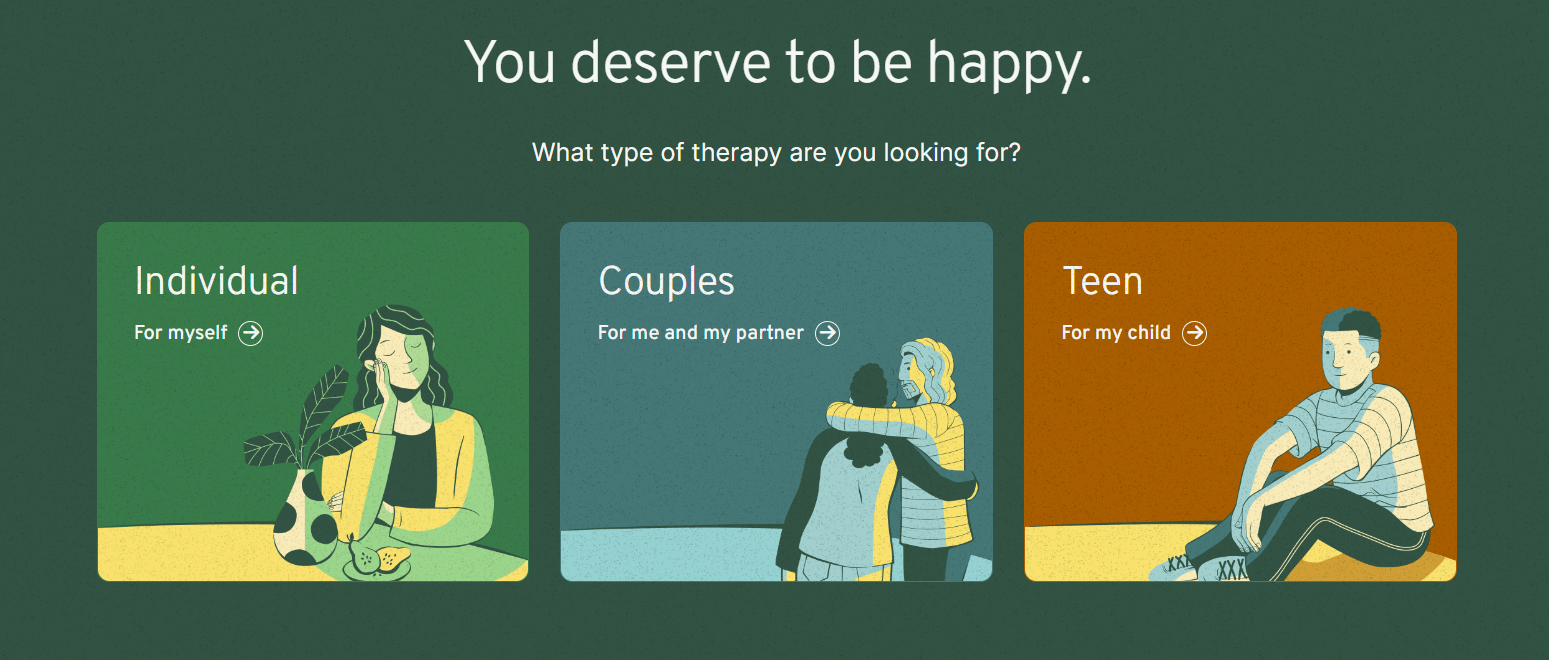 You deserve to be happy.
What type of therapy are you looking for?
Individual
For myself
Couples
For me and my partner
Teen
For my child